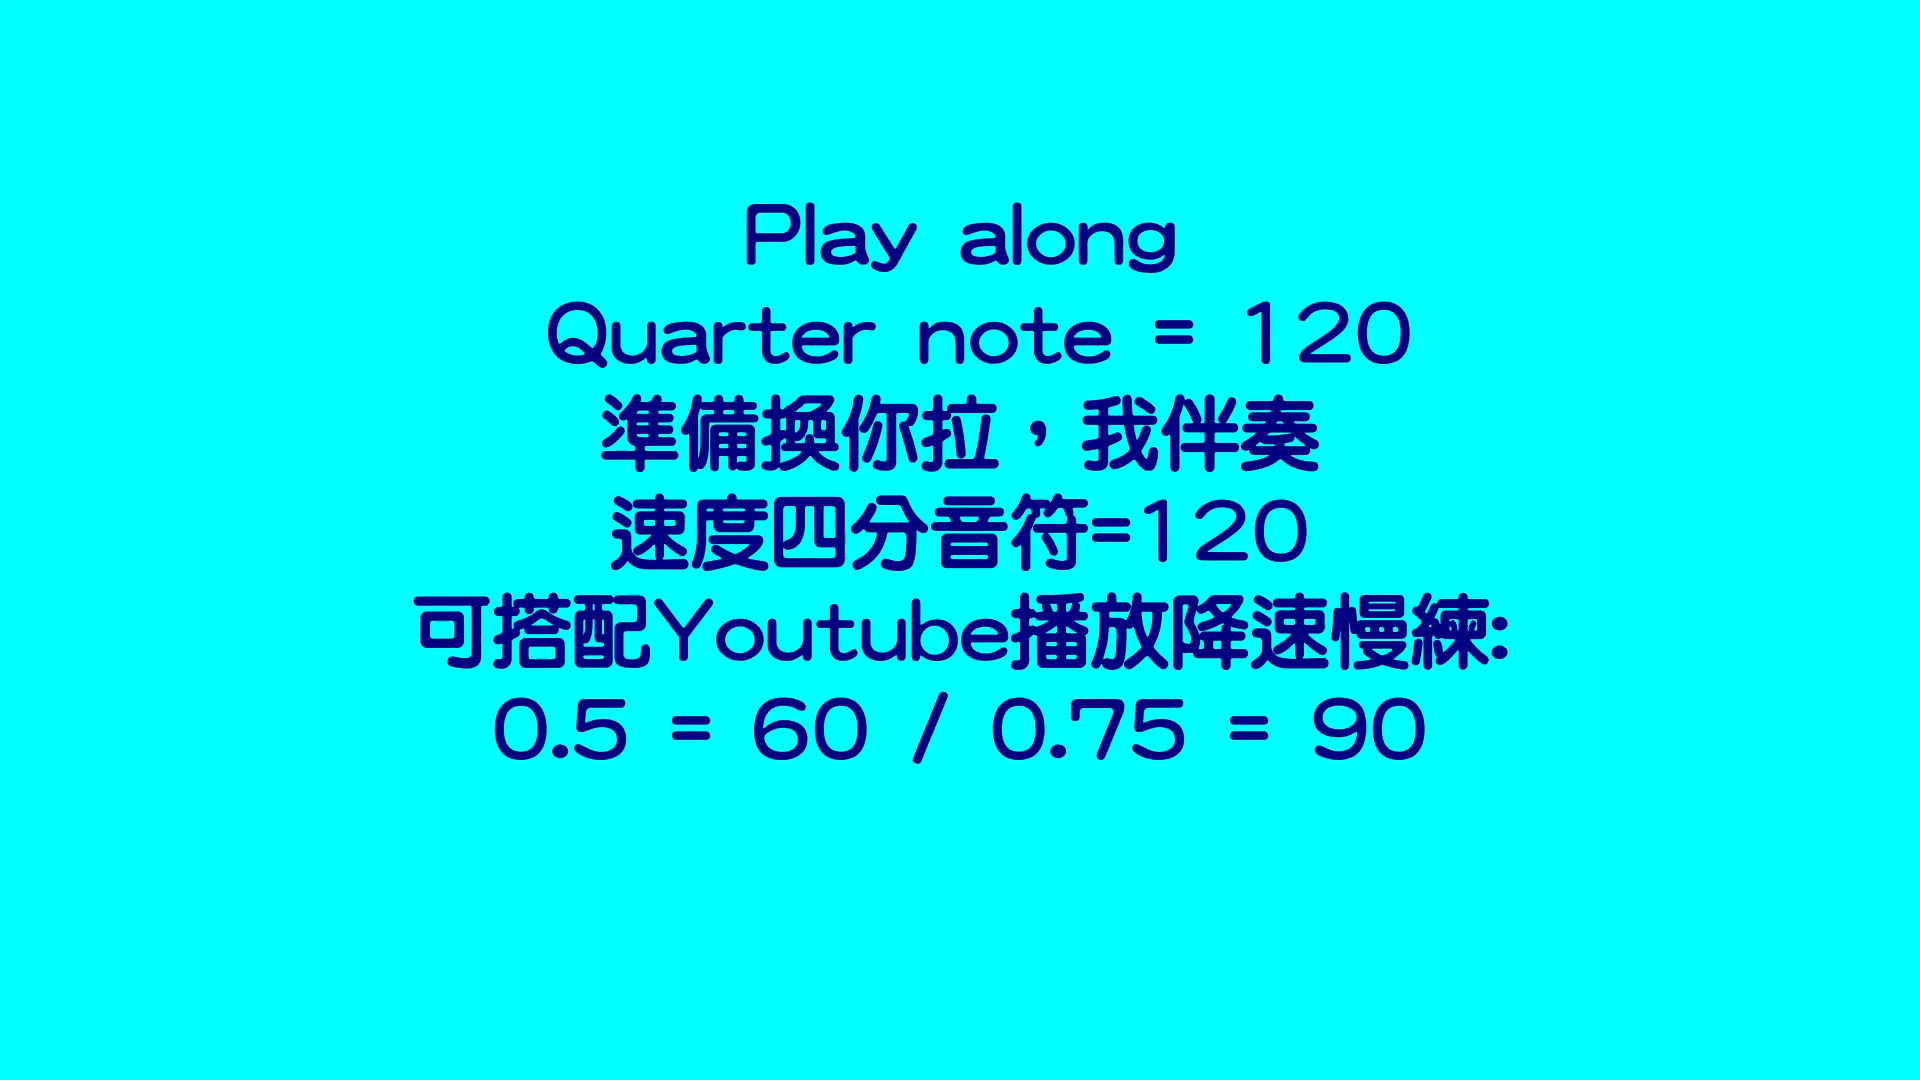 Play along
Quarter note = 120
準備換你拉，我伴奏
速度四分音符=120
可搭配Youtube播放降速慢練:
0.5 = 60 / 0.75 = 90